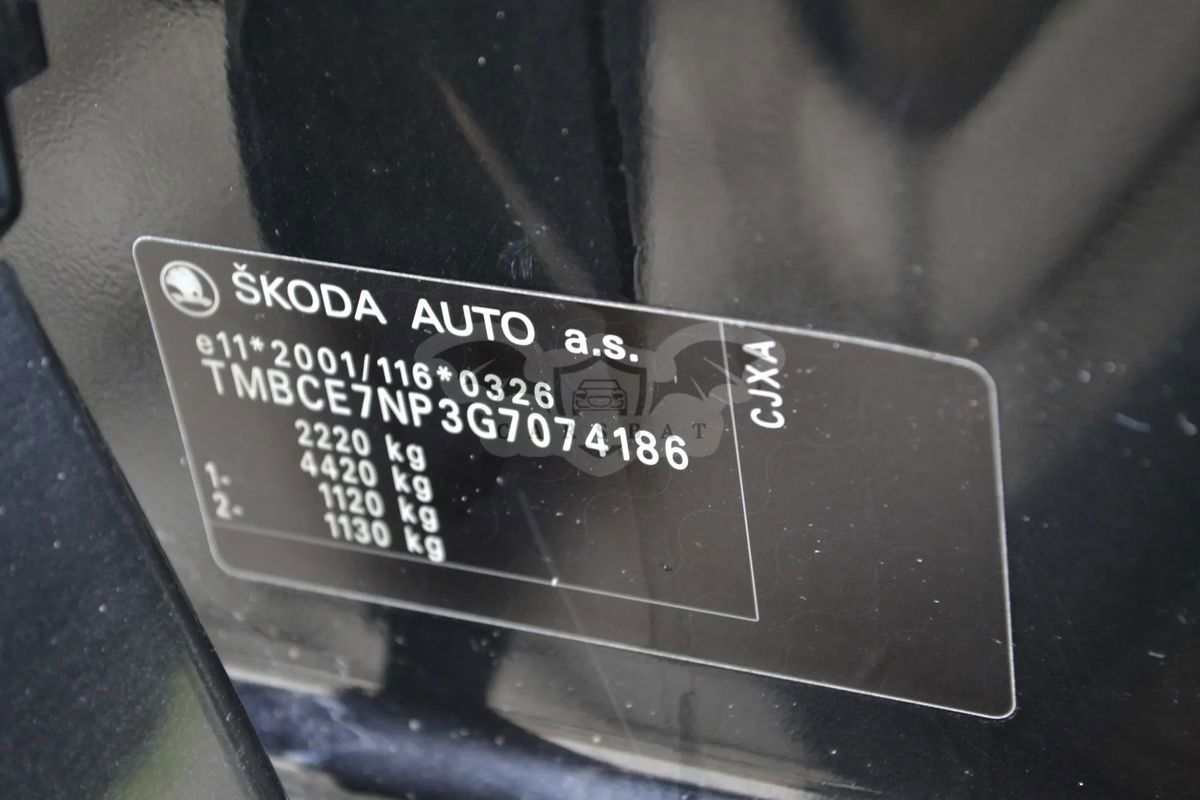 ŠKODA AUTO a.s.
e11*2001/116*0326
TMBCE7NP3G7074186
2220 kg
4420 kg
1- 1120 kg
2- 1130 kg
CJXA